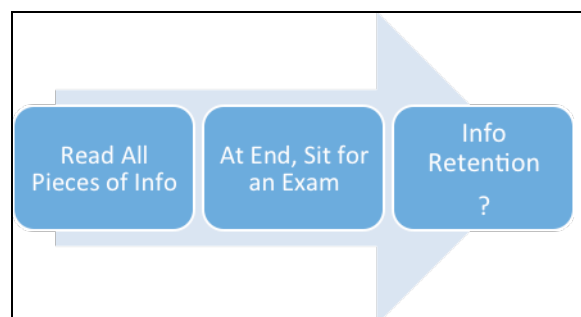 Read All
Pieces of Info
At End, Sit for
an Exam
Info
Retention
?